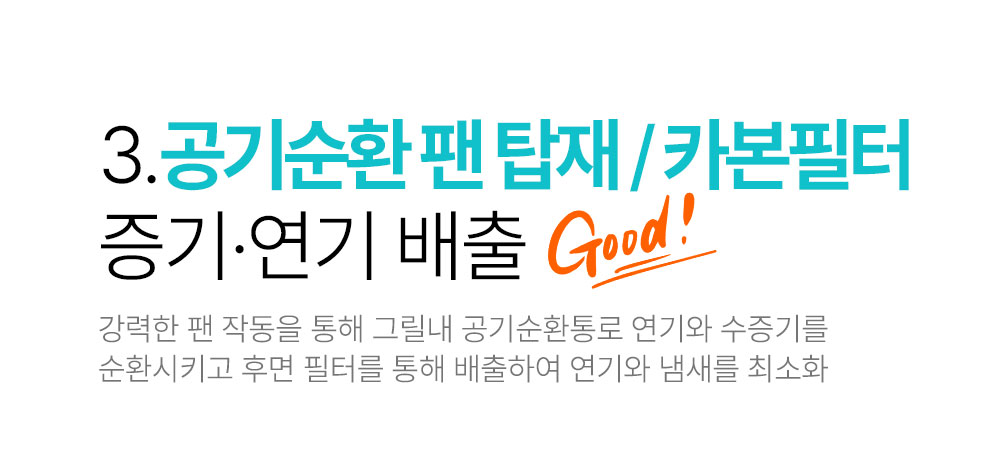 3.공기순환 팬 탑재 / 카본필터
증기·연기 배출 Good!
강력한 팬 작동을 통해 그릴내 공기순환통로 연기와 수증기를
순환시키고 후면 필터를 통해 배출하여 연기와 냄새를 최소화